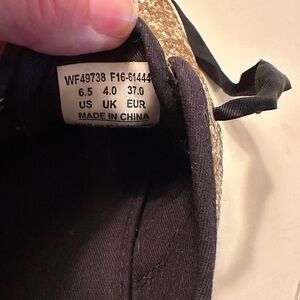 WF49738 F16-61444
6.5 4.0 37.0
US UK EUR
MADE IN CHINA